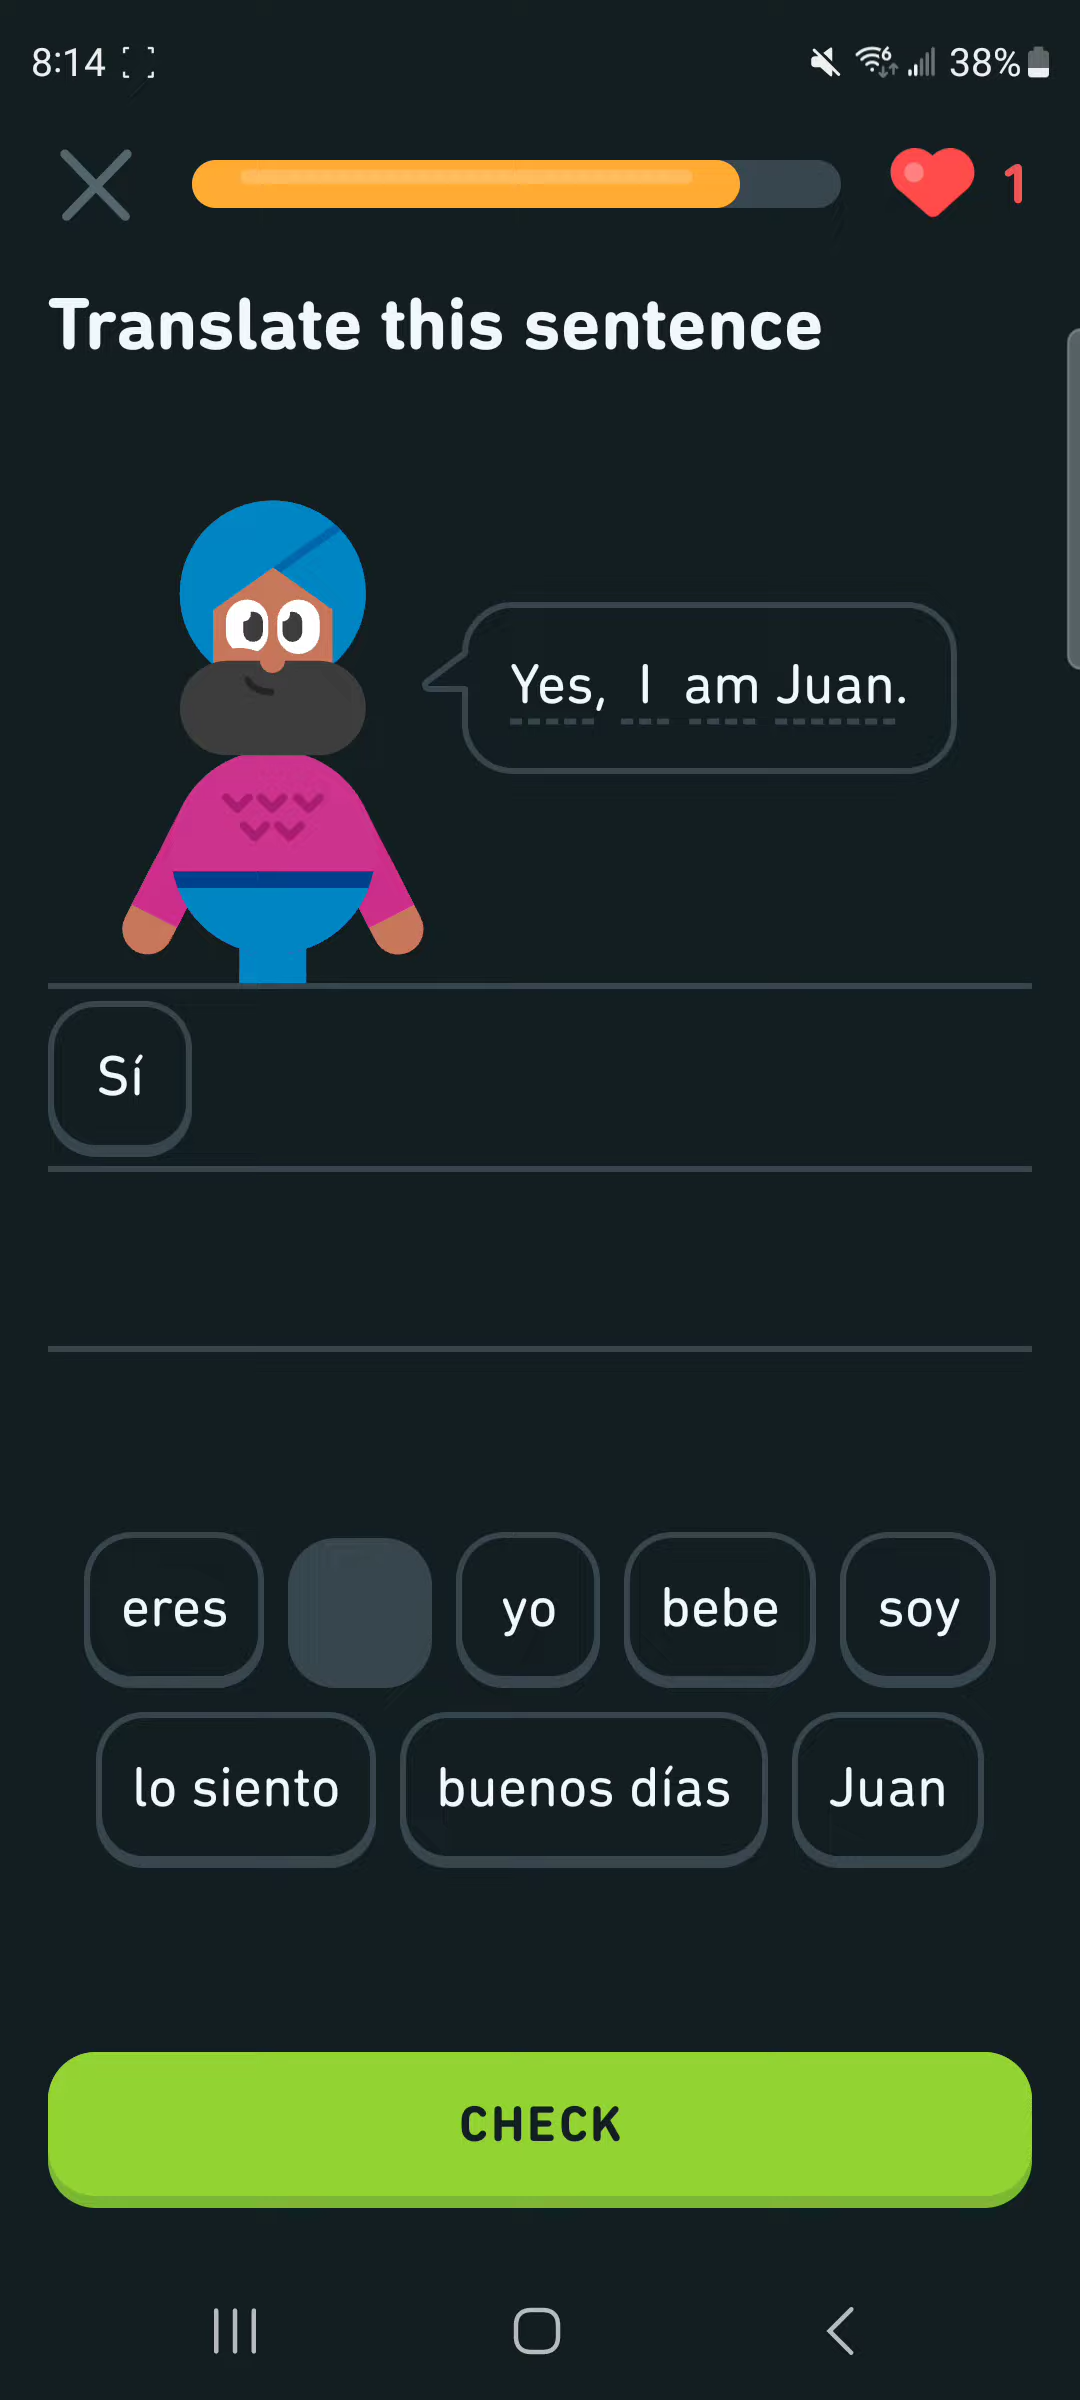 8:14 38%
1
Translate this sentence
Yes, I am Juan.
Sí
eres yo bebe soy
lo siento buenos días Juan
CHECK